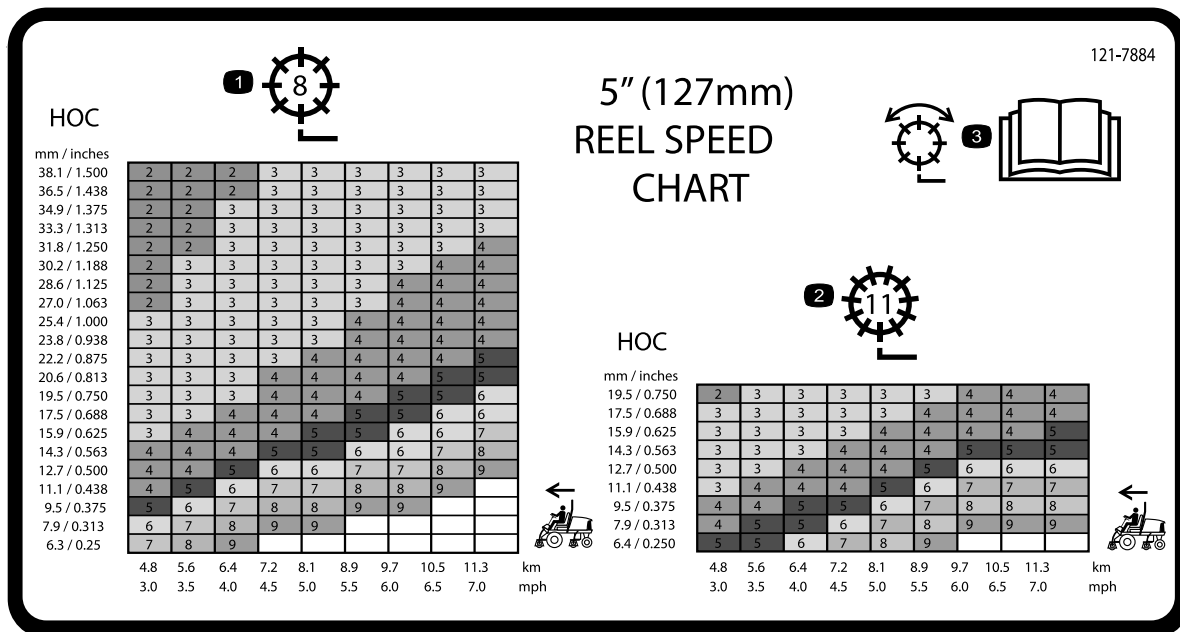 121-7884
5" (127mm)
REEL SPEED
CHART
3
1
8
HOC
mm / inches
38.1 / 1.500 2 2 2 3 3 3 3 3 3
36.5 / 1.438 2 2 2 3 3 3 3 3 3
34.9 / 1.375 2 2 3 3 3 3 3 3 3
33.3 / 1.313 2 2 3 3 3 3 3 3 3
31.8 / 1.250 2 2 3 3 3 3 3 3 4
30.2 / 1.188 2 3 3 3 3 3 3 4 4
28.6 / 1.125 2 3 3 3 3 3 4 4 4
27.0 / 1.063 2 3 3 3 3 3 4 4 4
25.4 / 1.000 3 3 3 3 3 4 4 4 4
23.8 / 0.938 3 3 3 3 3 4 4 4 4
22.2 / 0.875 3 3 3 3 4 4 4 4 5
20.6 / 0.813 3 3 3 4 4 4 4 5 5
19.5 / 0.750 3 3 3 4 4 4 5 5 6
17.5 / 0.688 3 3 4 4 4 5 5 6 6
15.9 / 0.625 3 4 4 4 5 5 6 6 7
14.3 / 0.563 4 4 4 5 5 6 6 7 8
12.7 / 0.500 4 4 5 6 6 7 7 8 9
11.1 / 0.438 4 5 6 7 7 8 8 9
9.5 / 0.375 5 6 7 8 8 9 9
7.9 / 0.313 6 7 8 9 9
6.3 / 0.25 7 8 9
4.8 5.6 6.4 7.2 8.1 8.9 9.7 10.5 11.3 km
3.0 3.5 4.0 4.5 5.0 5.5 6.0 6.5 7.0 mph
2
11
HOC
mm / inches
19.5 / 0.750 2 3 3 3 3 3 4 4 4
17.5 / 0.688 3 3 3 3 3 4 4 4 4
15.9 / 0.625 3 3 3 3 4 4 4 4 5
14.3 / 0.563 3 3 3 4 4 4 5 5 5
12.7 / 0.500 3 3 4 4 4 5 6 6 6
11.1 / 0.438 3 4 4 4 5 6 7 7 7
9.5 / 0.375 4 4 5 5 6 7 8 8 8
7.9 / 0.313 4 5 5 6 7 8 9 9 9
6.4 / 0.250 5 5 6 7 8 9
4.8 5.6 6.4 7.2 8.1 8.9 9.7 10.5 11.3 km
3.0 3.5 4.0 4.5 5.0 5.5 6.0 6.5 7.0 mph